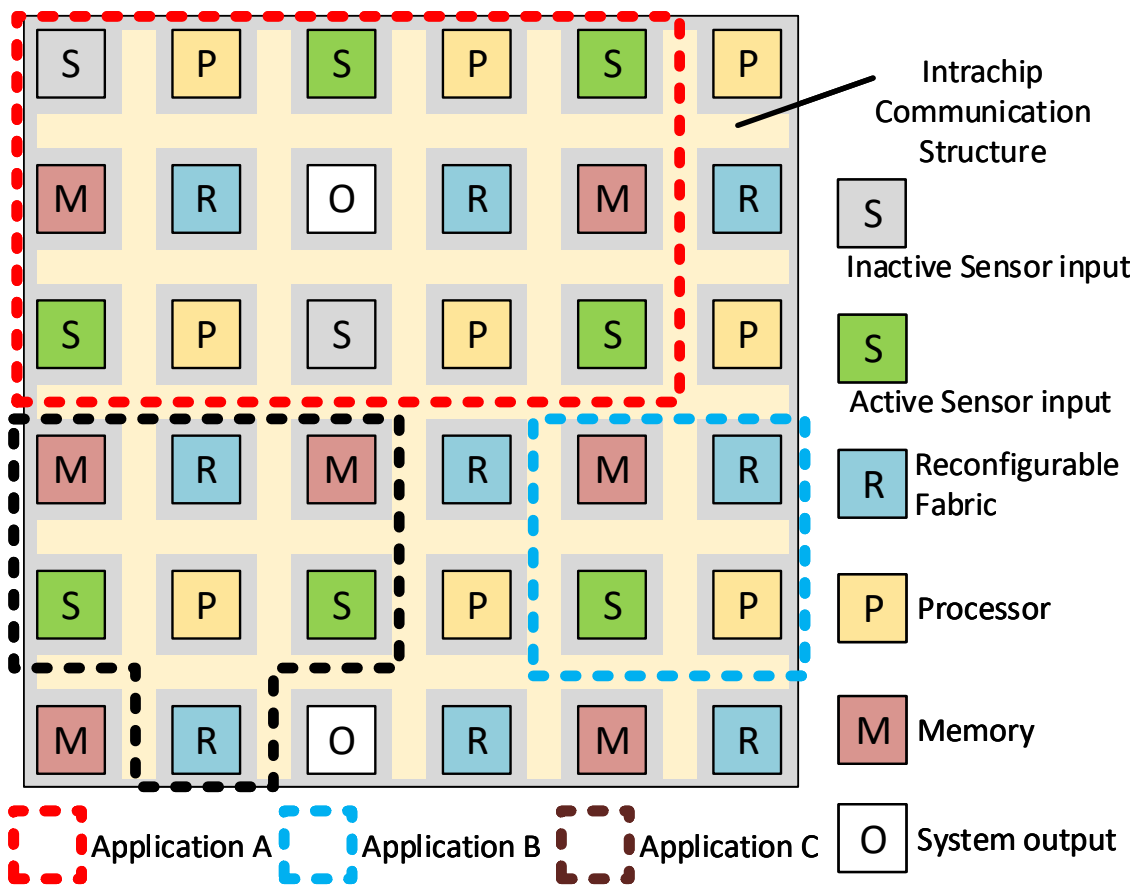 S P S P S P
M R O R M R
S P S P S P
M R M R M R
S P S P S P
M R O R M R
Intrachip
Communication
Structure
S
Inactive Sensor input
S
Active Sensor input
R
Reconfigurable
Fabric
P
Processor
M
Memory
O
System output
Application A
Application B
Application C